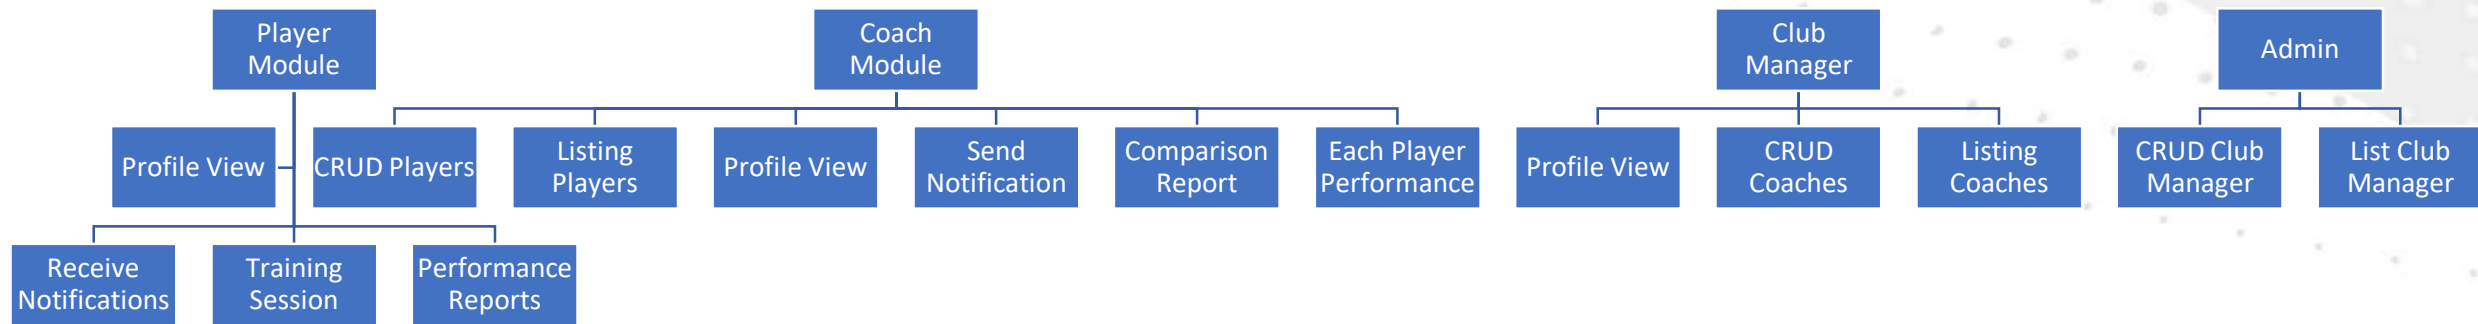 Player
Module
Coach
Module
Club
Manager
Admin
Profile View
CRUD Players
Listing
Players
Profile View
Send
Notification
Comparison
Report
Each Player
Performance
Profile View
CRUD
Coaches
Listing
Coaches
CRUD Club
Manager
List Club
Manager
Receive
Notifications
Training
Session
Performance
Reports